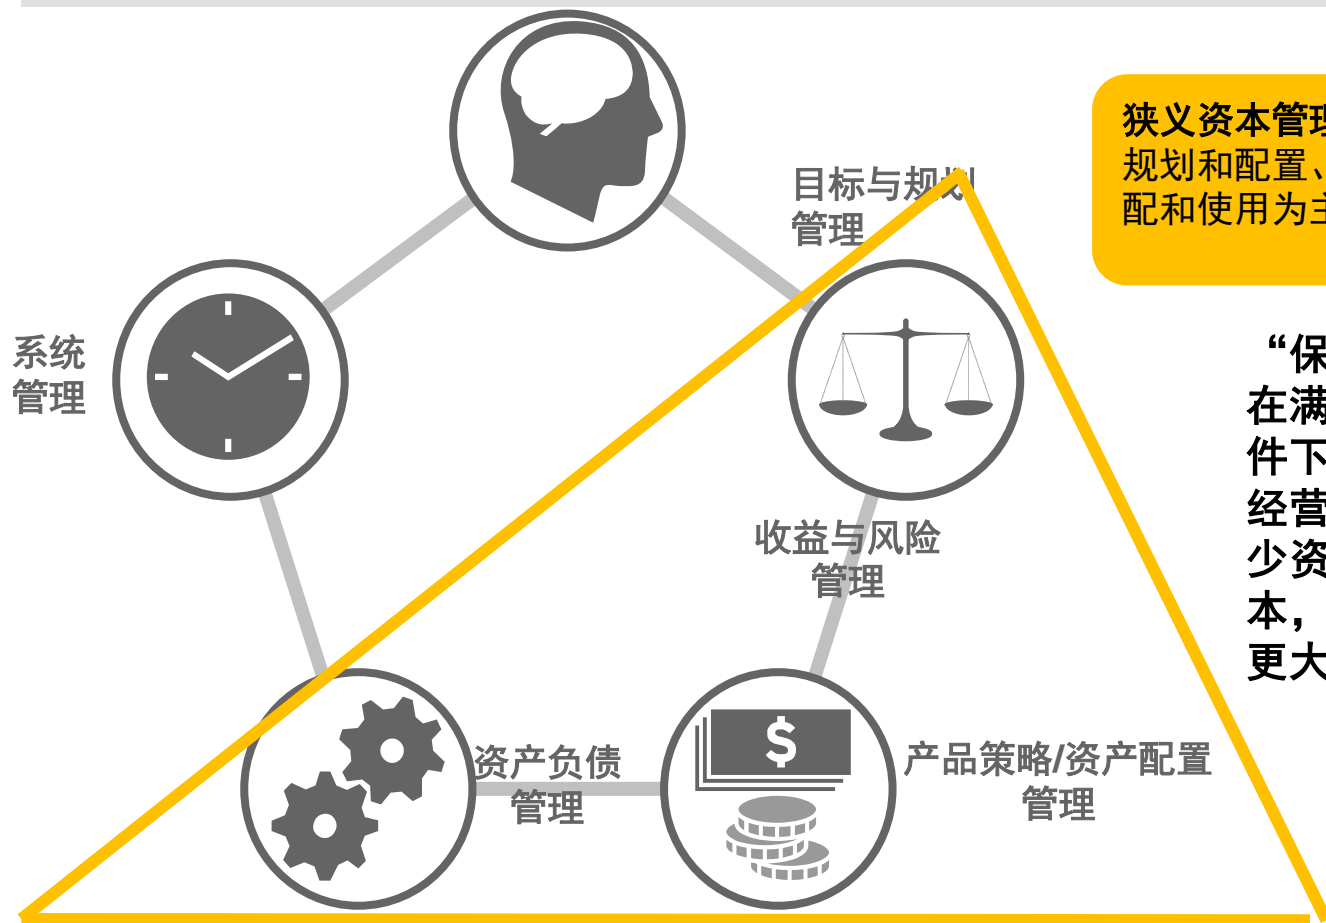 目标与规划
管理
狭义资本管理
规划和配置、
配和使用为主
系统
管理
“保
在满
件下
经营
少资
本，
更大
收益与风险
管理
资产负债
管理
$
产品策略/资产配置
管理